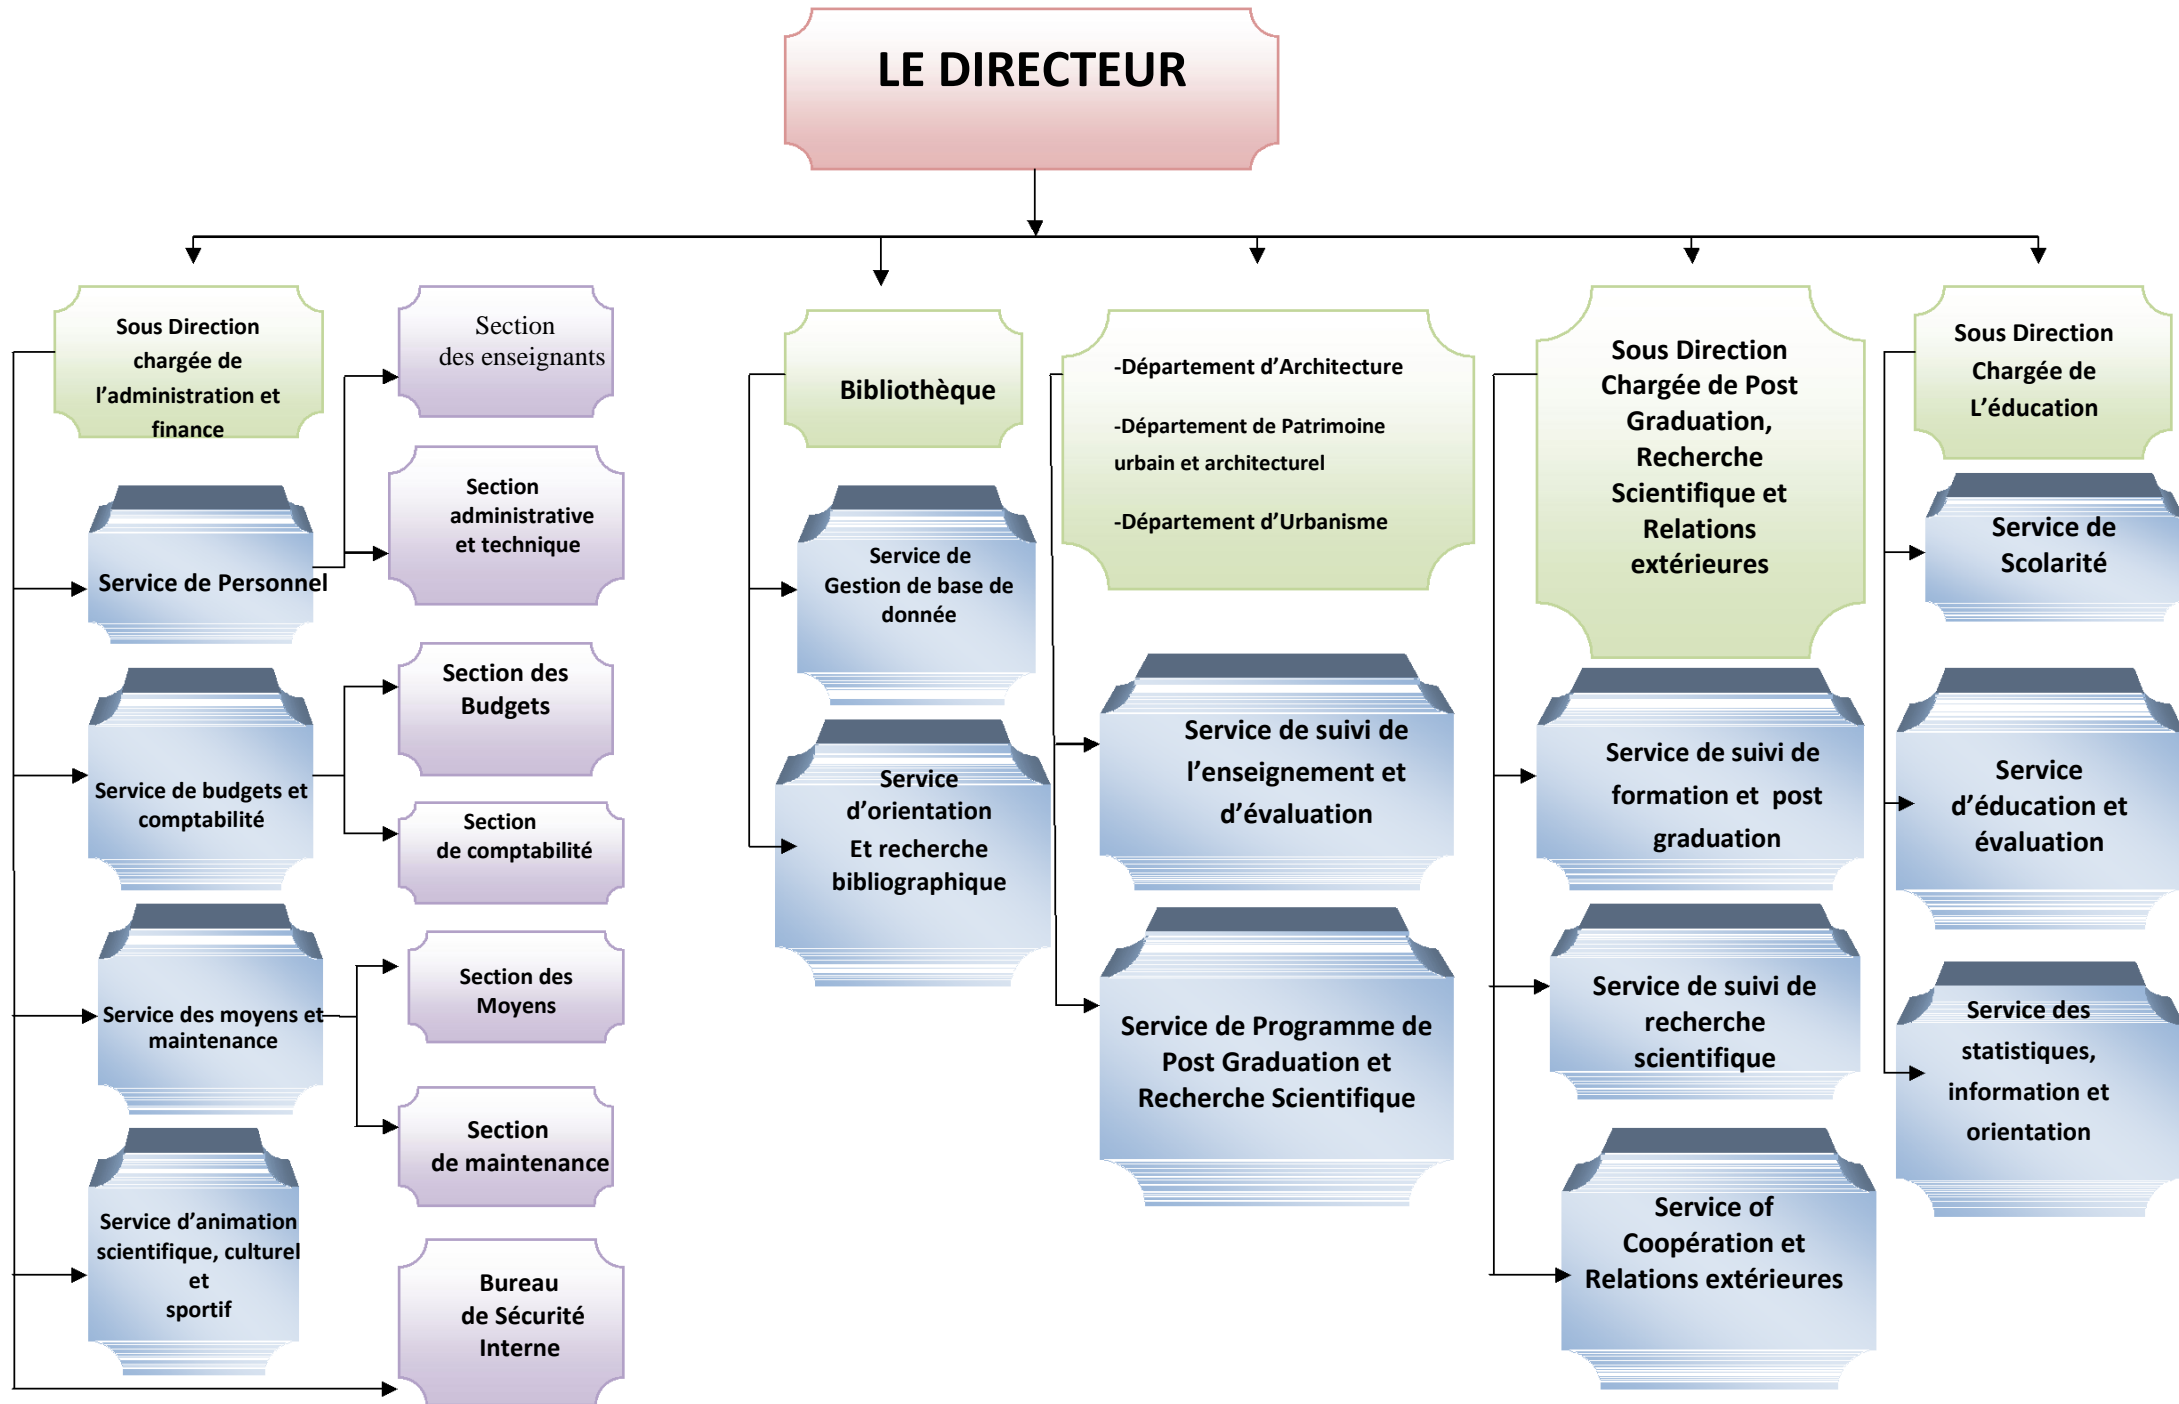 LE DIRECTEUR
Sous Direction
chargée de
l’administration et
finance
Service de Personnel
Section
des enseignants
Section
administrative
et technique
Service de budgets et
comptabilité
Section des
Budgets
Section
de comptabilité
Service des moyens et
maintenance
Section des
Moyens
Section
de maintenance
Service d’animation
scientifique, culturel
et
sportif
Bureau
de Sécurité
Interne
Bibliothèque
Service de
Gestion de base de
donnée
Service
d’orientation
Et recherche
bibliographique
-Département d’Architecture
-Département de Patrimoine
urbain et architecturel
-Département d’Urbanisme
Service de suivi de
l’enseignement et
d’évaluation
Service de Programme de
Post Graduation et
Recherche Scientifique
Sous Direction
Chargée de Post
Graduation,
Recherche
Scientifique et
Relations
extérieures
Service de suivi de
formation et post
graduation
Service de suivi de
recherche
scientifique
Service of
Coopération et
Relations extérieures
Sous Direction
Chargée de
L’éducation
Service de
Scolarité
Service
d’éducation et
évaluation
Service des
statistiques,
information et
orientation